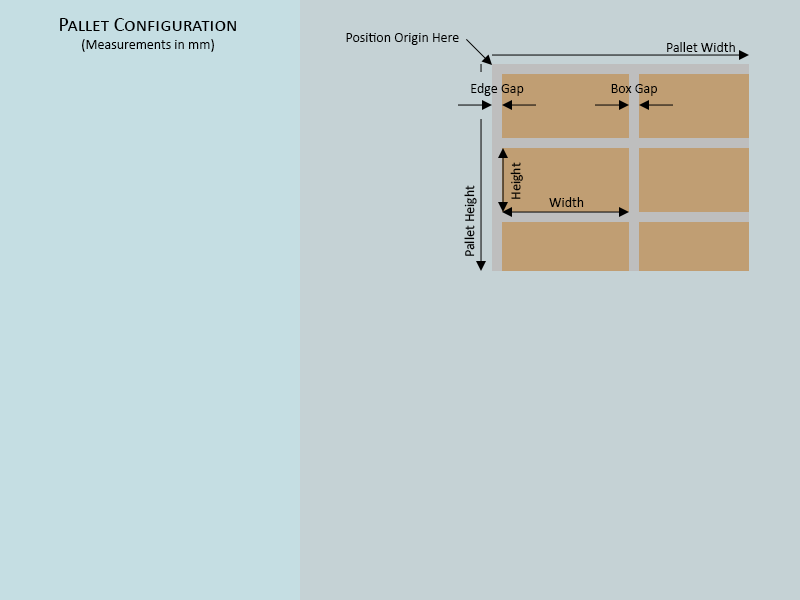 Pallet Configuration
(Measurements in mm)
Position Origin Here
Pallet Width
Edge Gap
Box Gap
Height
Width
Pallet Height